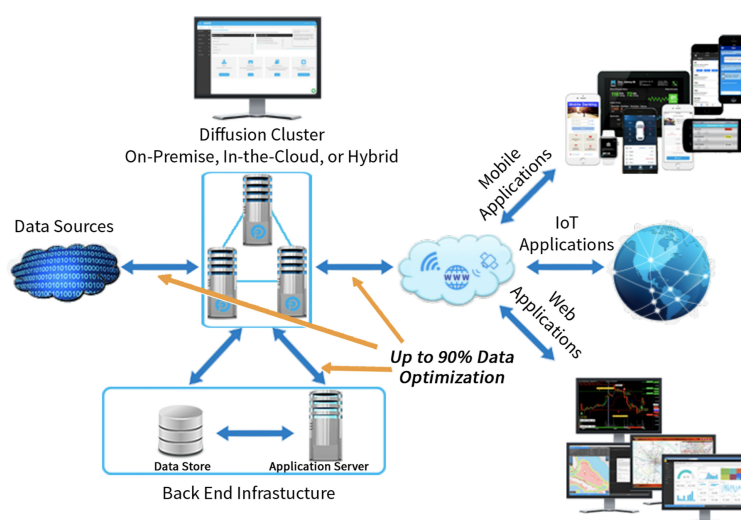 Diffusion Cluster
On-Premise, In-the-Cloud, or Hybrid
Data Sources
Mobile
Applications
IoT
Applications
www
Web
Applications
Up to 90% Data
Optimization
Data Store
Application Server
Back End Infrastucture